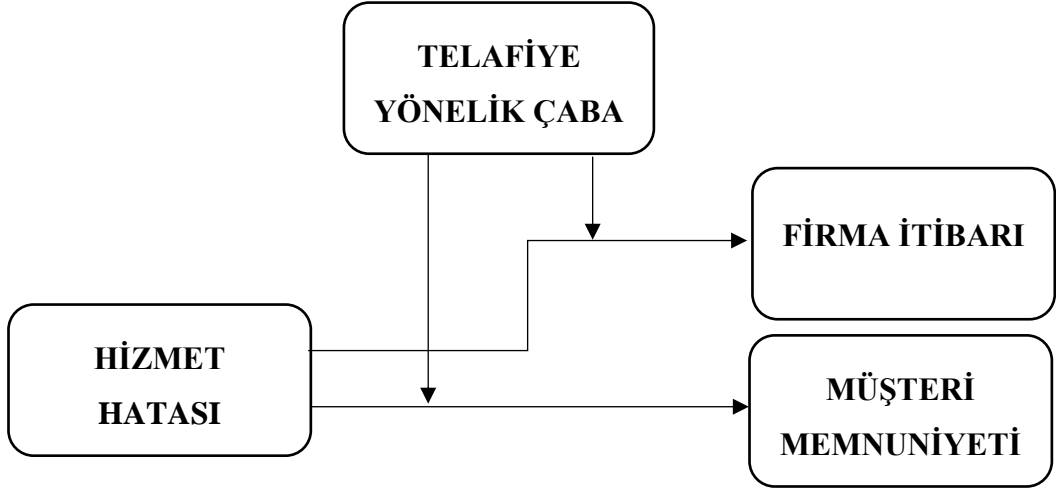 TELAFİYE
YÖNELİK ÇABA
FİRMA İTİBARI
HİZMET
HATASI
MÜŞTERİ
MEMNUNİYETİ